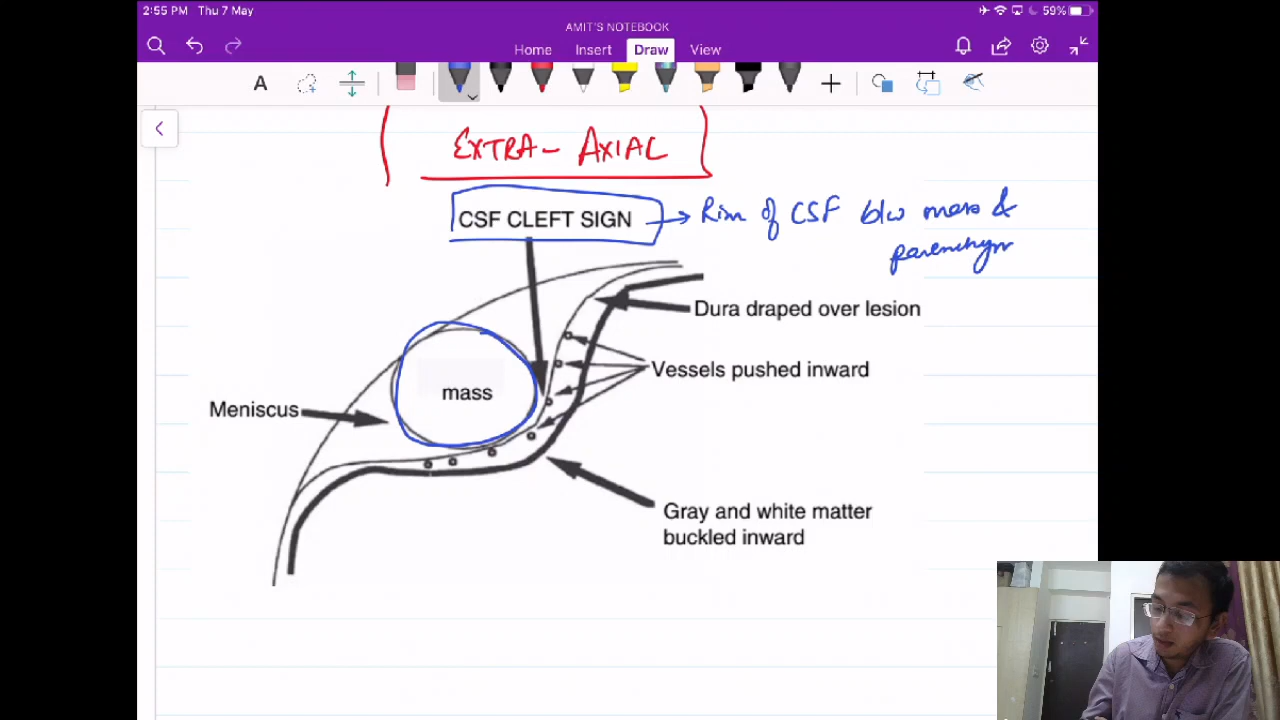 2:55 PM Thu 7 May
59%
AMIT'S NOTEBOOK
Home Insert Draw View
A
EXTRA-AXIAL
CSF CLEFT SIGN → Rim of CSF b/w mass &
parenchym
Dura draped over lesion
Vessels pushed inward
mass
Meniscus
Gray and white matter
buckled inward